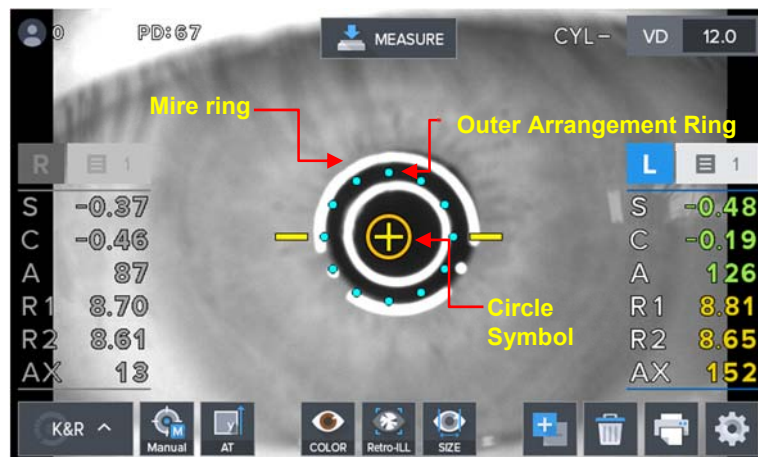 0 PD:67 MEASURE CYL- VD 12.0
Mire ring
Outer Arrangement Ring
R 1
L 1
S -0.37
C -0.46
A 87
R1 8.70
R2 8.61
AX 13
S -0.48
C -0.19
A 126
R1 8.81
R2 8.65
AX 152
Circle
Symbol
K&R
M
Manual
y
AT
COLOR
Retro-ILL
SIZE